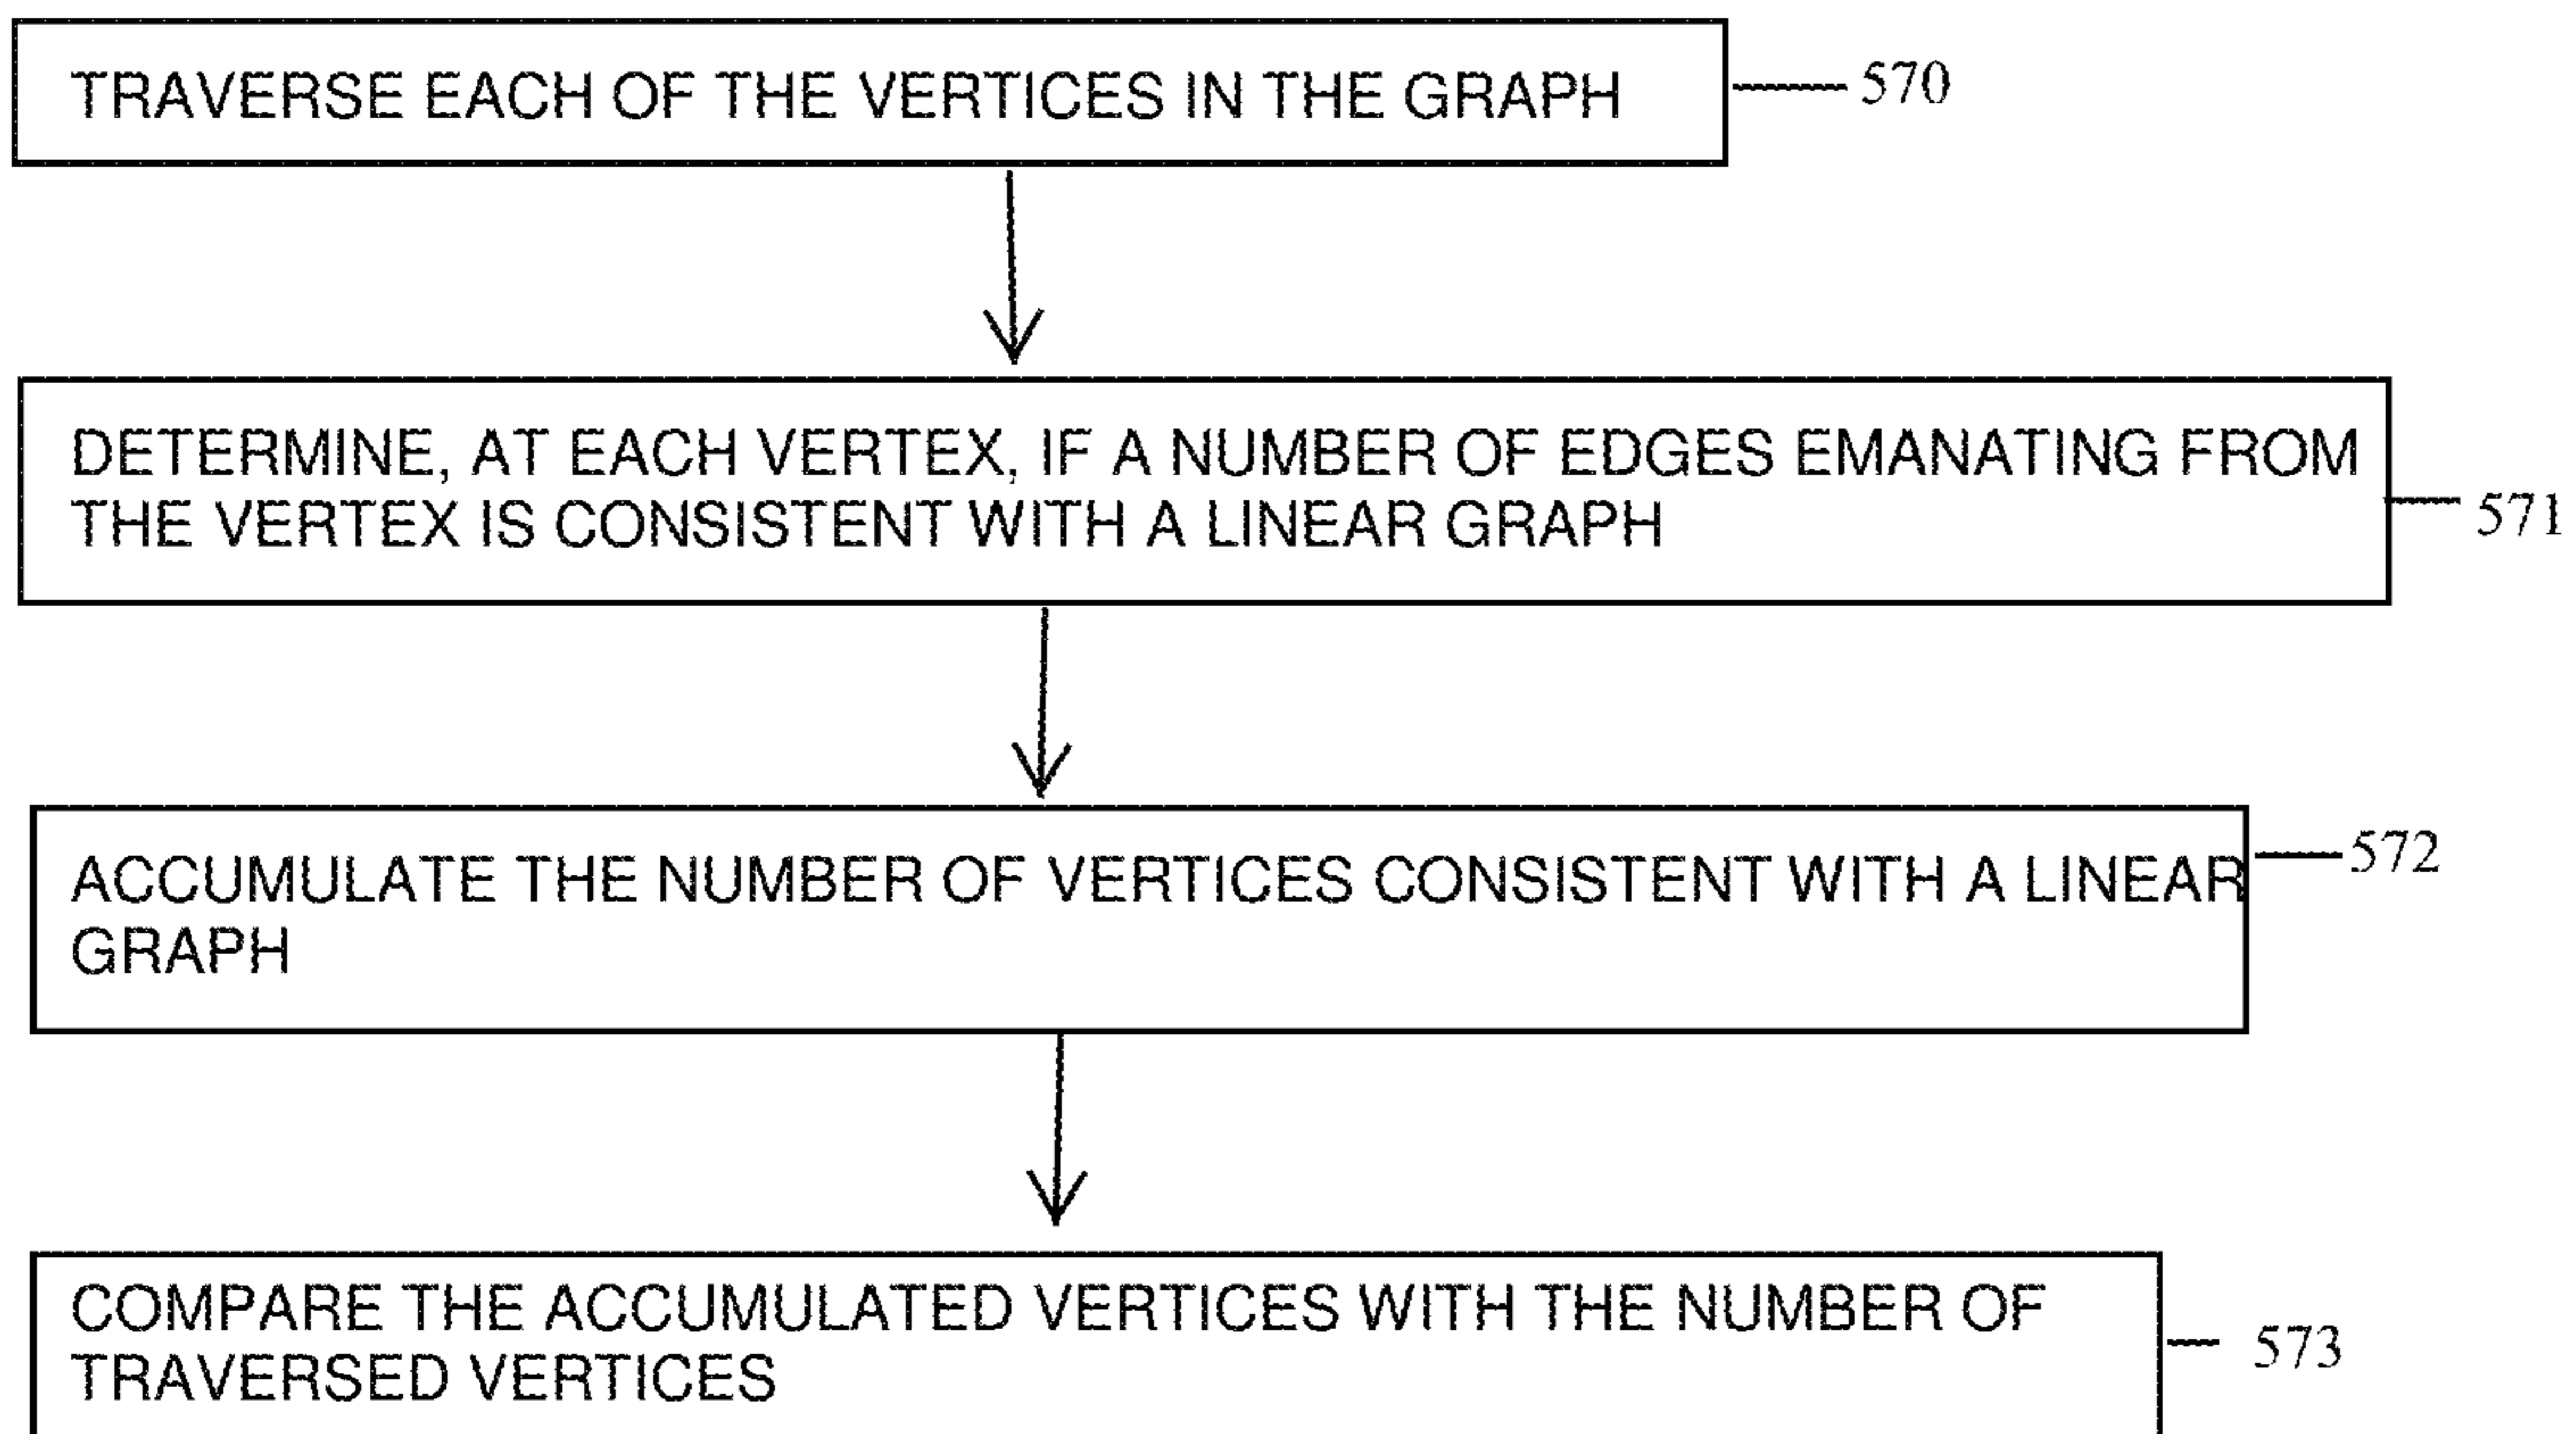 TRAVERSE EACH OF THE VERTICES IN THE GRAPH
570
DETERMINE, AT EACH VERTEX, IF A NUMBER OF EDGES EMANATING FROM
THE VERTEX IS CONSISTENT WITH A LINEAR GRAPH
571
ACCUMULATE THE NUMBER OF VERTICES CONSISTENT WITH A LINEAR
GRAPH
572
COMPARE THE ACCUMULATED VERTICES WITH THE NUMBER OF
TRAVERSED VERTICES
573